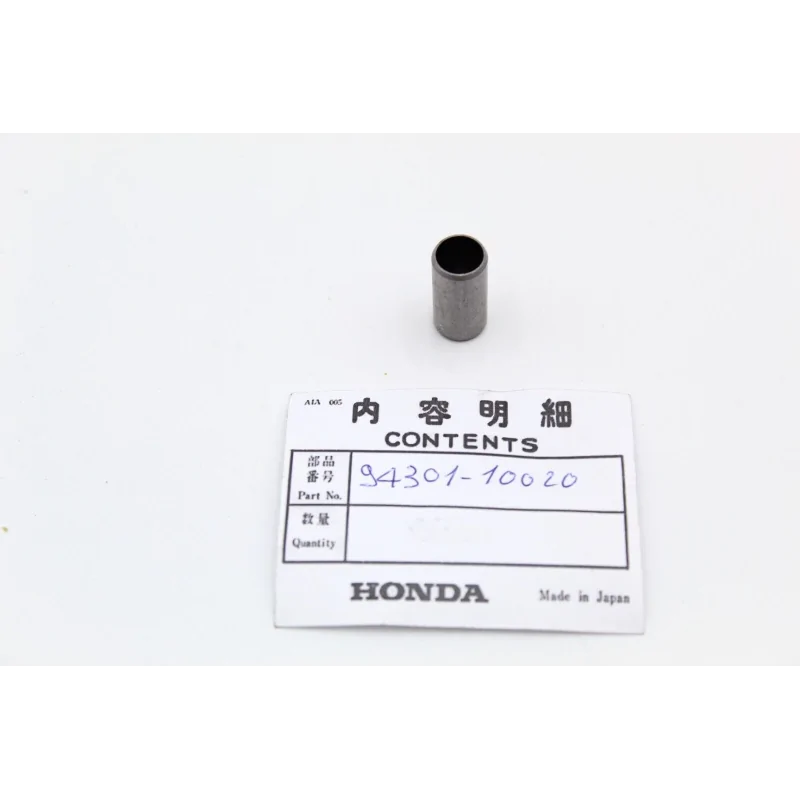 AIA 005
内容明細
CONTENTS
部品
番号
Part No.
94301-10020
数量
Quantity
HONDA
Made in Japan